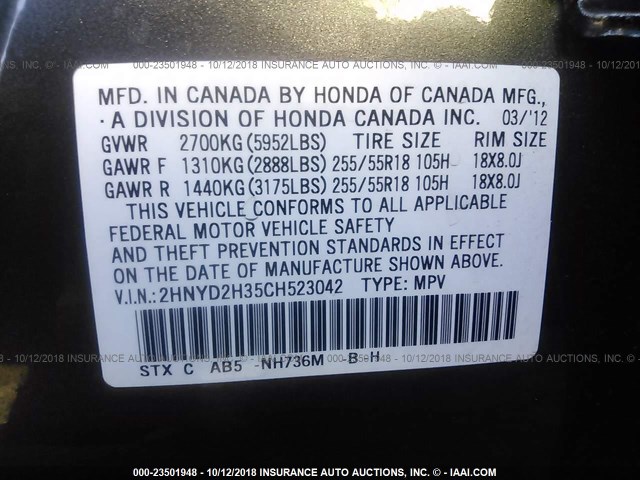 000-23501948 - 10/12/2018 INSURANCE AUTO AUCTIONS, INC. - © - IAAI.COM
MFD. IN CANADA BY HONDA OF CANADA MFG.,
· A DIVISION OF HONDA CANADA INC. 03/'12
GVWR 2700KG (5952LBS) TIRE SIZE RIM SIZE
GAWR F 1310KG (2888LBS) 255/55R18 105H 18X8.0J
GAWR R 1440KG (3175LBS) 255/55R18 105H 18X8.0J
THIS VEHICLE CONFORMS TO ALL APPLICABLE
FEDERAL MOTOR VEHICLE SAFETY
AND THEFT PREVENTION STANDARDS IN EFFECT
ON THE DATE OF MANUFACTURE SHOWN ABOVE.
V.I.N.: 2HNYD2H35CH523042 TYPE: MPV
STX C AB5 -NH736M B H
000-23501948 - 10/12/2018 INSURANCE AUTO AUCTIONS, INC. - © - IAAI.COM